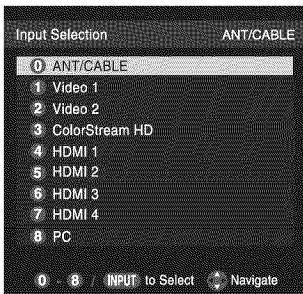 Input Selection ANT/CABLE
0 ANT/CABLE
1 Video 1
2 Video 2
3 ColorStream HD
4 HDMI 1
5 HDMI 2
6 HDMI 3
7 HDMI 4
8 PC
0 - 8 / INPUT to Select Navigate